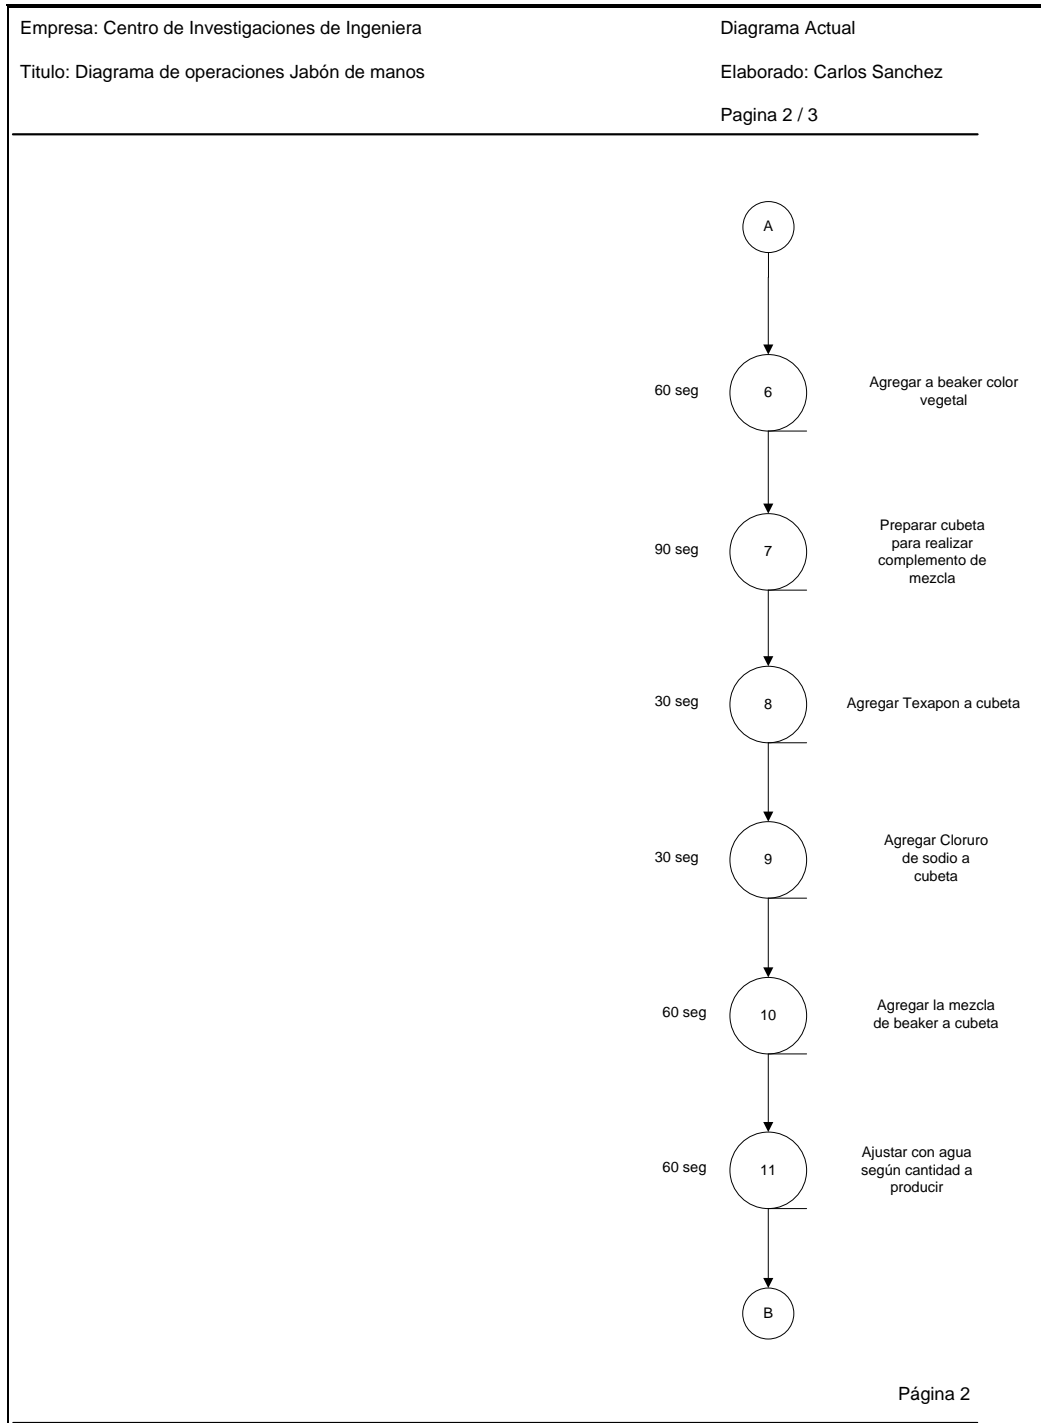 Empresa: Centro de Investigaciones de Ingeniera
Diagrama Actual
Titulo: Diagrama de operaciones Jabón de manos
Elaborado: Carlos Sanchez
Pagina 2 / 3
A
60 seg
6
Agregar a beaker color
vegetal
90 seg
7
Preparar cubeta
para realizar
complemento de
mezcla
30 seg
8
Agregar Texapon a cubeta
30 seg
9
Agregar Cloruro
de sodio a
cubeta
60 seg
10
Agregar la mezcla
de beaker a cubeta
60 seg
11
Ajustar con agua
según cantidad a
producir
B
Página 2